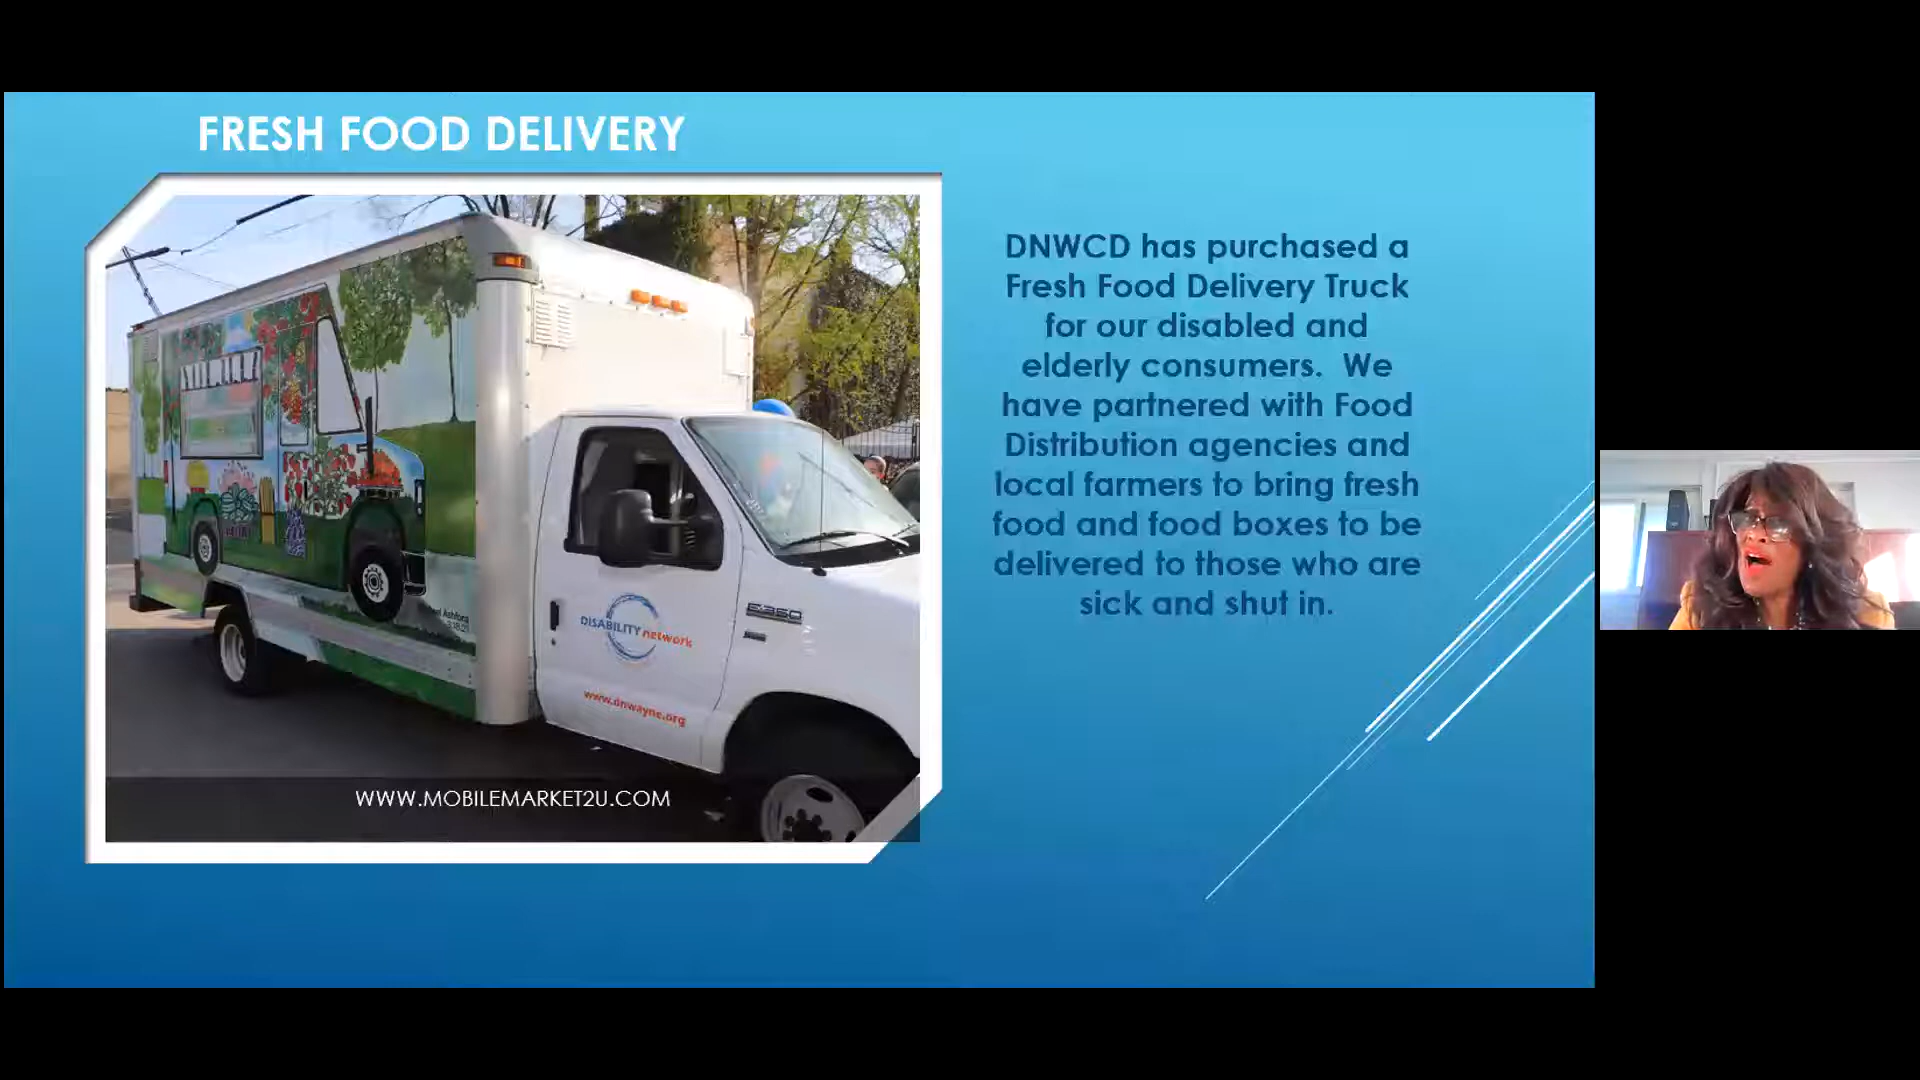 FRESH FOOD DELIVERY
DNWCD has purchased a
Fresh Food Delivery Truck
for our disabled and
elderly consumers. We
have partnered with Food
Distribution agencies and
local farmers to bring fresh
food and food boxes to be
delivered to those who are
sick and shut in.
E-350
DISABILITY network
www.dnwayne.org
WWW.MOBILEMARKET2U.COM